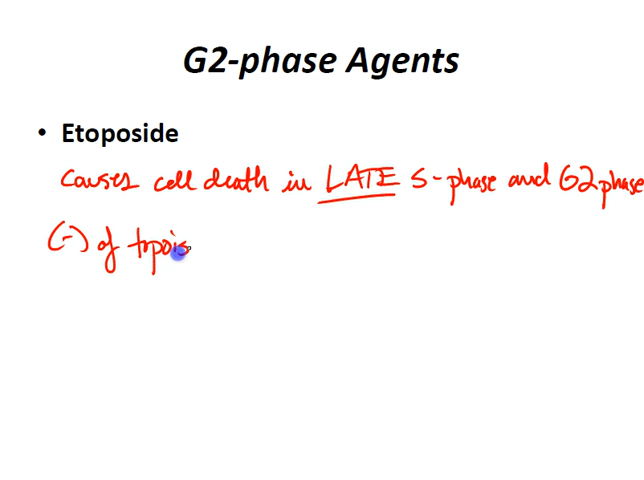 G2-phase Agents
• Etoposide
Causes cell death in LATE S-phase and G2 phase
(-) of topois